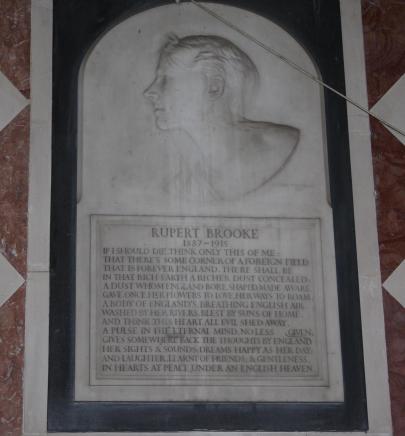 RUPERT BROOKE
1887-1915
IF I SHOULD DIE, THINK ONLY THIS OF ME:
THAT THERE'S SOME CORNER OF A FOREIGN FIELD
THAT IS FOREVER ENGLAND. THERE SHALL BE
IN THAT RICH EARTH A RICHER DUST CONCEALED;
A DUST WHOM ENGLAND BORE, SHAPED, MADE AWARE,
GAVE, ONCE, HER FLOWERS TO LOVE, HER WAYS TO ROAM,
A BODY OF ENGLAND'S, BREATHING ENGLISH AIR,
WASHED BY HER RIVERS, BLEST BY SUNS OF HOME.
AND THINK THIS HEART, ALL EVIL SHED AWAY,
A PULSE IN THE ETERNAL MIND, NO LESS GIVEN,
GIVES SOMEWHERE BACK THE THOUGHTS BY ENGLAND
HER SIGHTS & SOUNDS; DREAMS HAPPY AS HER DAY;
AND LAUGHTER, LEARNT OF FRIENDS; & GENTLENESS,
IN HEARTS AT PEACE, UNDER AN ENGLISH HEAVEN.